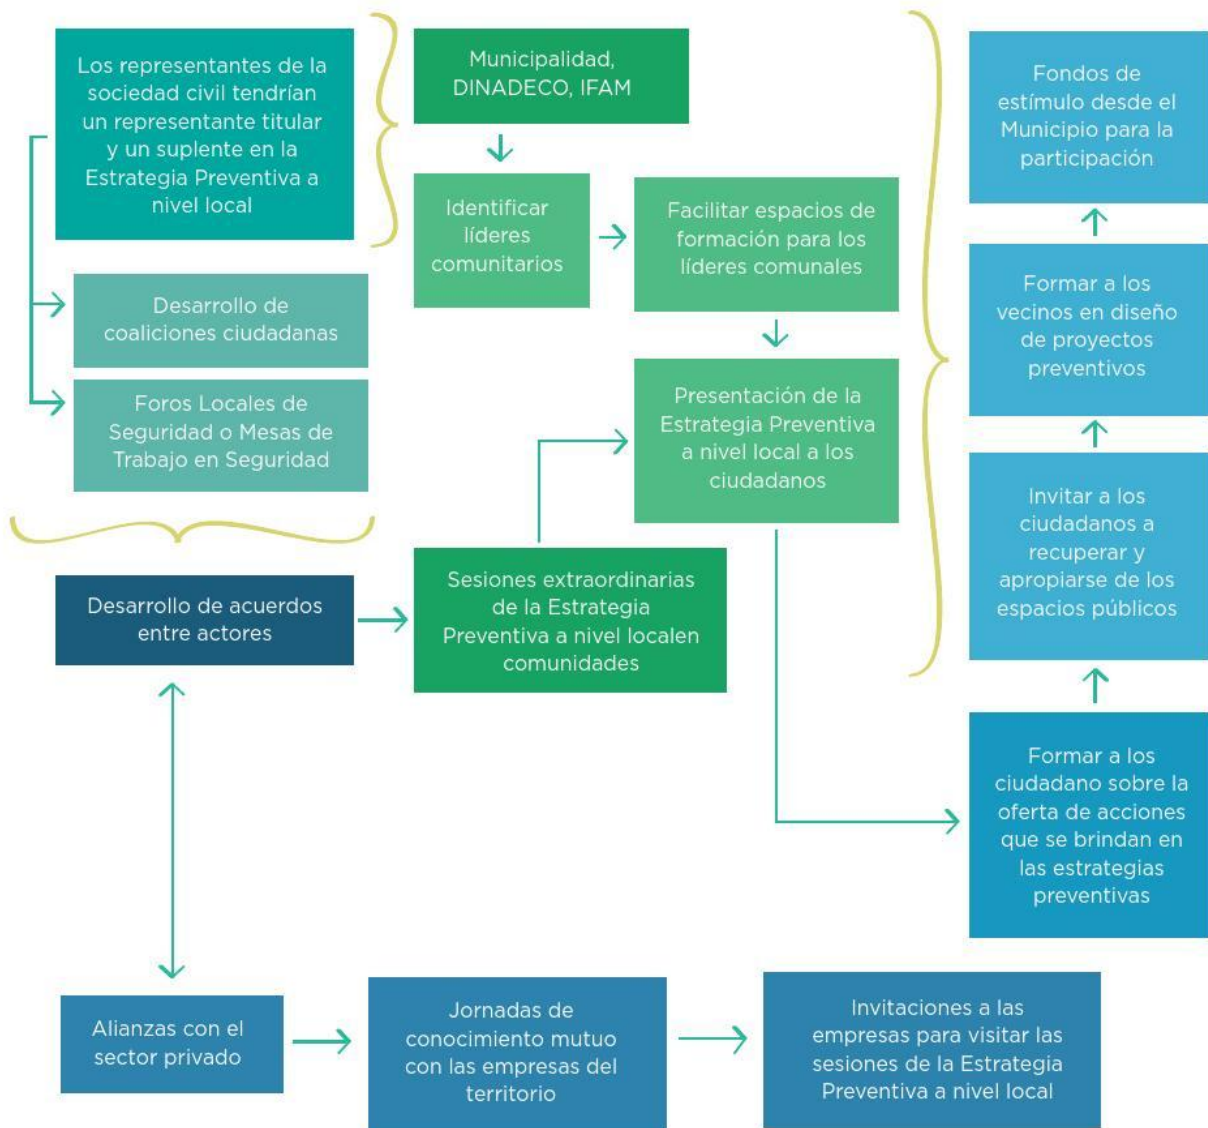 Los representantes de la
sociedad civil tendrían
un representante titular
y un suplente en la
Estrategia Preventiva a
nivel local
Desarrollo de
coaliciones ciudadanas
Foros Locales de
Seguridad o Mesas de
Trabajo en Seguridad
Desarrollo de acuerdos
entre actores
Municipalidad,
DINADECO, IFAM
Identificar
líderes
comunitarios
Facilitar espacios de
formación para los
líderes comunales
Presentación de la
Estrategia Preventiva
a nivel local a los
ciudadanos
Sesiones extraordinarias
de la Estrategia
Preventiva a nivel localen
comunidades
Fondos de
estímulo desde el
Municipio para la
participación
Formar a los
vecinos en diseño
de proyectos
preventivos
Invitar a los
ciudadanos a
recuperar y
apropiarse de los
espacios públicos
Formar a los
ciudadano sobre la
oferta de acciones
que se brindan en
las estrategias
preventivas
Alianzas con el
sector privado
Jornadas de
conocimiento mutuo
con las empresas del
territorio
Invitaciones a las
empresas para visitar las
sesiones de la Estrategia
Preventiva a nivel local